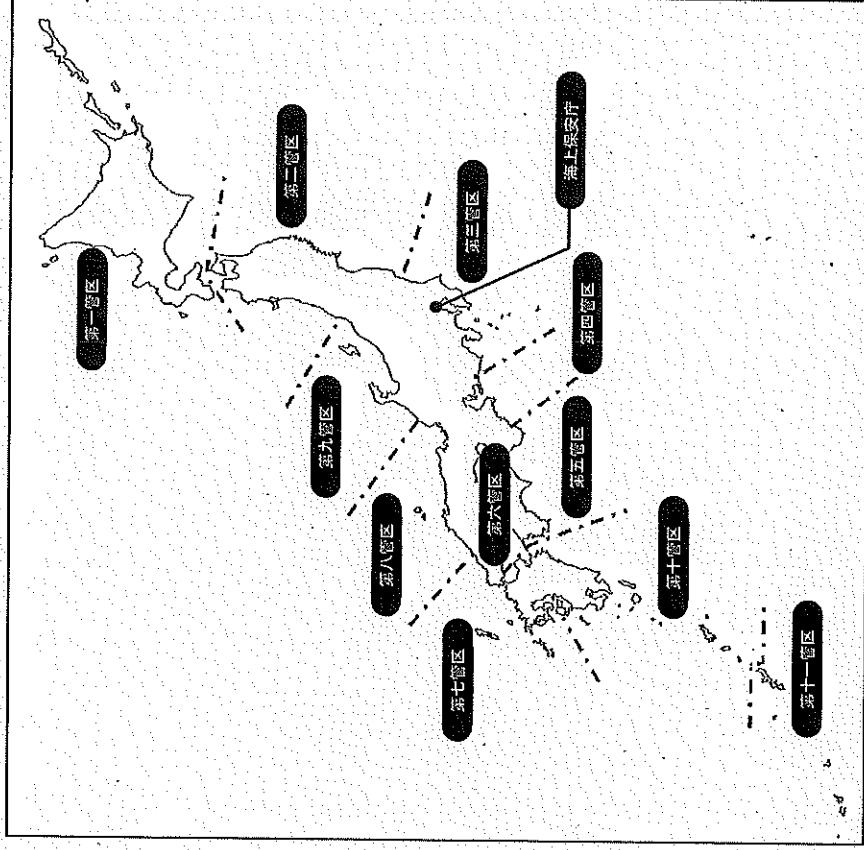 第一管区
第二管区
第三管区
海上保安庁
第四管区
第九管区
第五管区
第六管区
第八管区
第十管区
第七管区
第十一管区